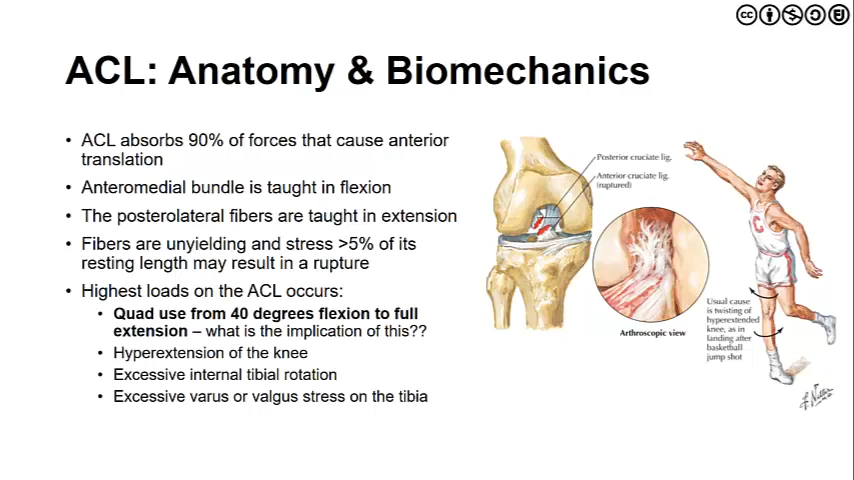 ACL: Anatomy & Biomechanics
• ACL absorbs 90% of forces that cause anterior
translation
• Anteromedial bundle is taught in flexion
• The posterolateral fibers are taught in extension
• Fibers are unyielding and stress >5% of its
resting length may result in a rupture
• Highest loads on the ACL occurs:
• Quad use from 40 degrees flexion to full
extension – what is the implication of this??
• Hyperextension of the knee
• Excessive internal tibial rotation
• Excessive varus or valgus stress on the tibia
Posterior cruciate lig.
Anterior cruciate lig.
(ruptured)
Arthroscopic view
C
Usual cause
is twisting of
hyperextended
knee, as in
landing after
basketball
jump shot
F. Netter